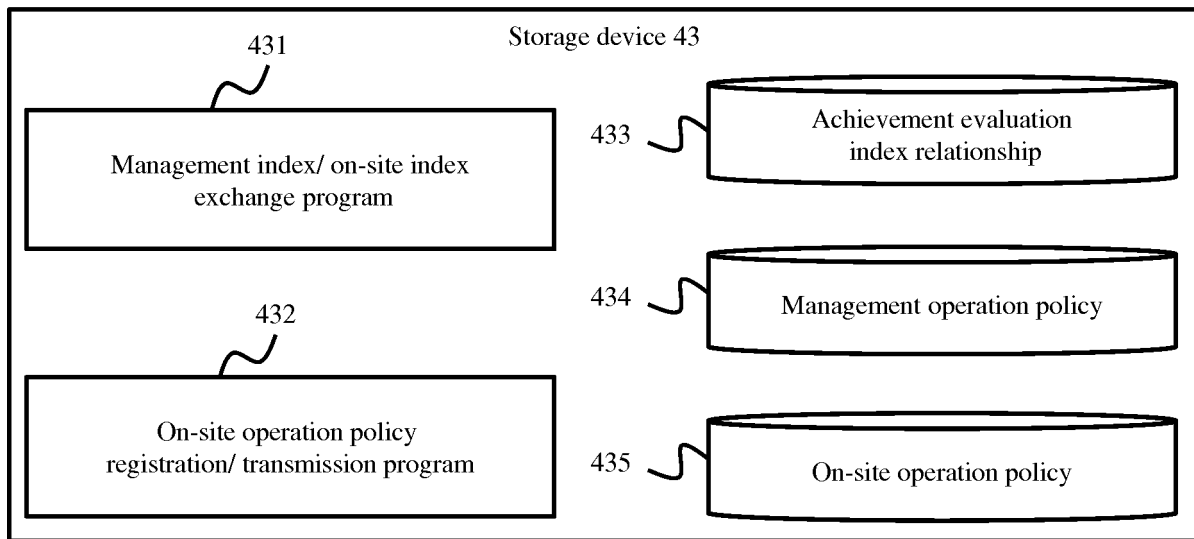 Storage device 43
431
Management index/ on-site index
exchange program
432
On-site operation policy
registration/ transmission program
433
Achievement evaluation
index relationship
434
Management operation policy
435
On-site operation policy